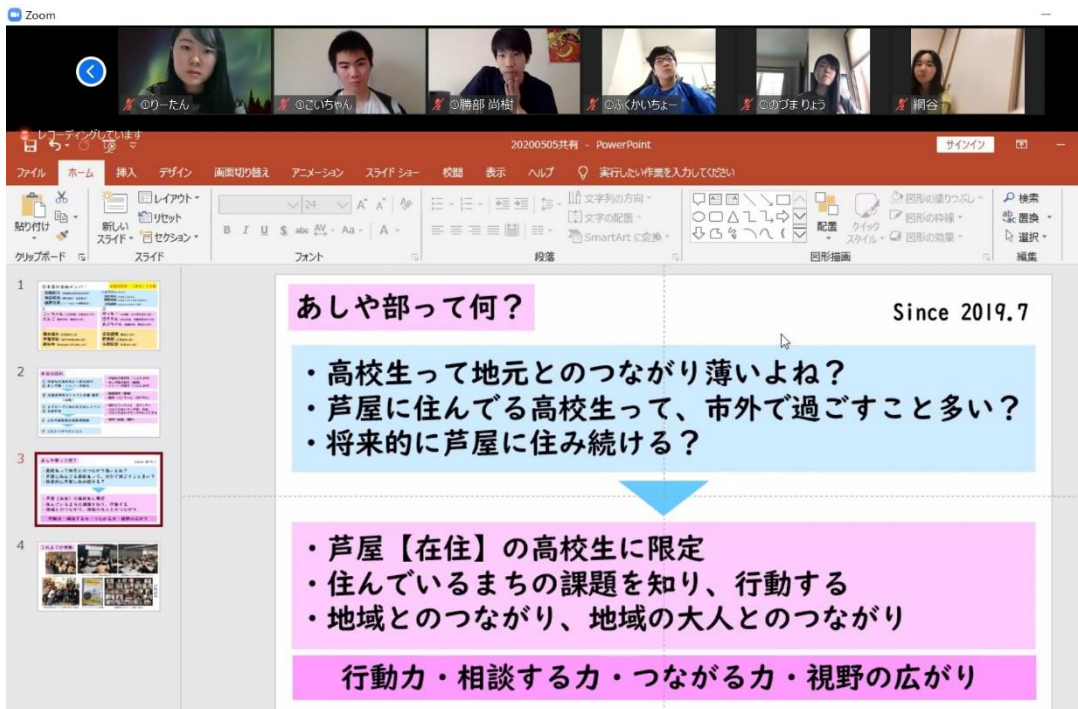 Zoom
①りーたん
①こいちゃん
①勝部 尚樹
①ふくかいちょー
①のづま りょう
網谷
レコーディングしています
20200505共有 - PowerPoint
サインイン
ファイル
ホーム
挿入
デザイン
画面切り替え
アニメーション
スライド ショー
校閲
表示
ヘルプ
実行したい作業を入力してください
貼り付け
新しい
スライド
レイアウト
リセット
セクション
24
文字列の方向
文字の配置
SmartArt に変換
配置
クイック
スタイル
図形の塗りつぶし
図形の枠線
図形の効果
検索
置換
選択
クリップボード
スライド
フォント
段落
図形描画
編集
1
2
3
4
あしや部って何?
Since 2019.7
・高校生って地元とのつながり薄いよね?
・芦屋に住んでる高校生って、市外で過ごすこと多い?
・将来的に芦屋に住み続ける?
・芦屋【在住】の高校生に限定
・住んでいるまちの課題を知り、行動する
・地域とのつながり、地域の大人とのつながり
行動力・相談する力・つながる力・視野の広がり